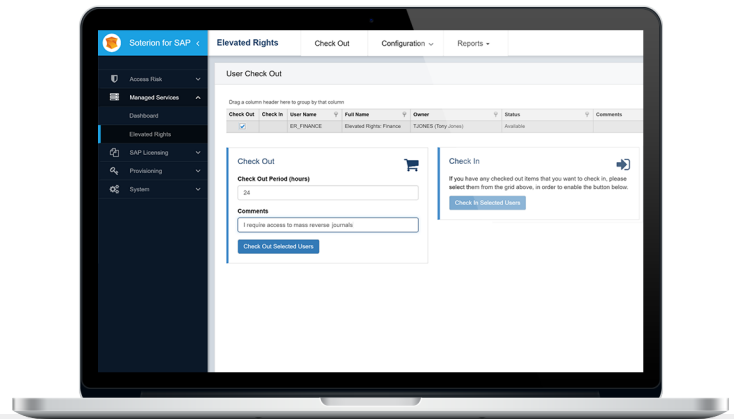 Soterion for SAP
Elevated Rights
Check Out
Configuration
Reports
Access Risk
Managed Services
Dashboard
Elevated Rights
SAP Licensing
Provisioning
System
User Check Out
Drag a column header here to group by that column
Check Out Check In User Name Full Name Owner Status Comments
ER_FINANCE Elevated Rights: Finance TJONES (Tony Jones) Available
Check Out
Check Out Period (hours)
24
Comments
I require access to mass reverse journals
Check Out Selected Users
Check In
If you have any checked out items that you want to check in, please
select them from the grid above, in order to enable the button below.
Check In Selected Users